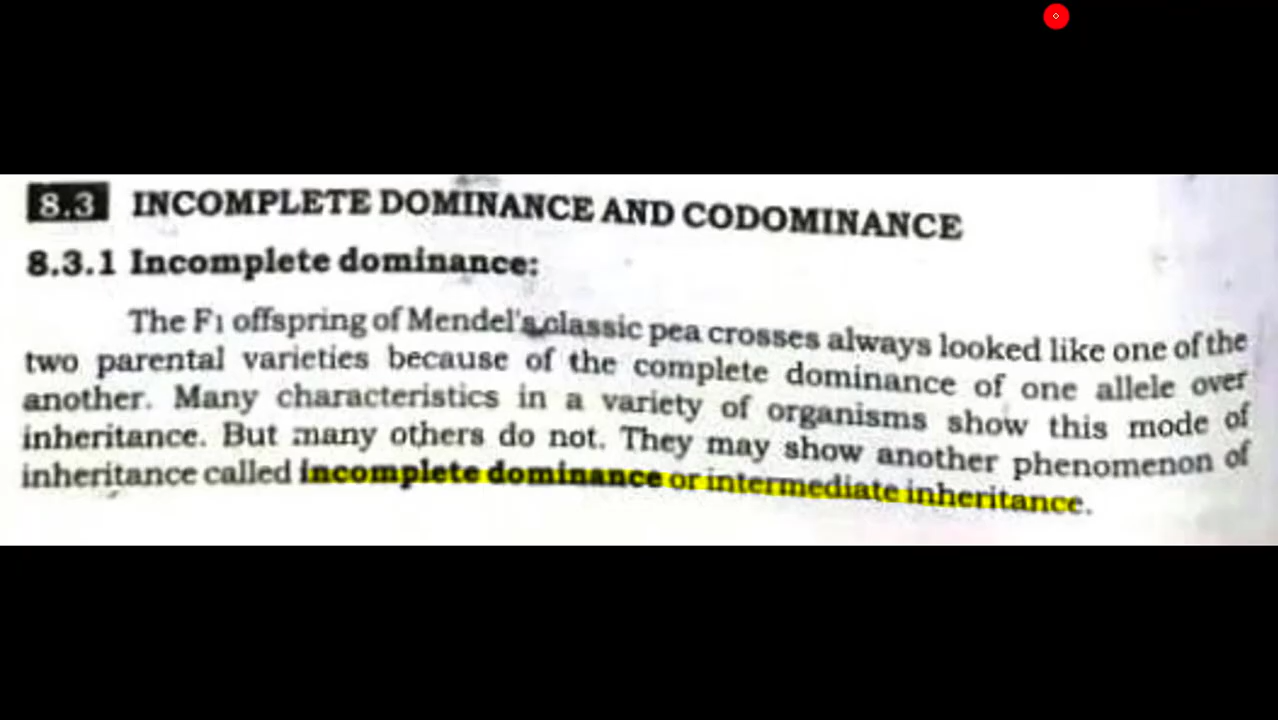 8.3 INCOMPLETE DOMINANCE AND CODOMINANCE
8.3.1 Incomplete dominance:
The F1 offspring of Mendel's classic pea crosses always looked like one of the
two parental varieties because of the complete dominance of one allele over
another. Many characteristics in a variety of organisms show this mode of
inheritance. But many others do not. They may show another phenomenon of
inheritance called incomplete dominance or intermediate inheritance.